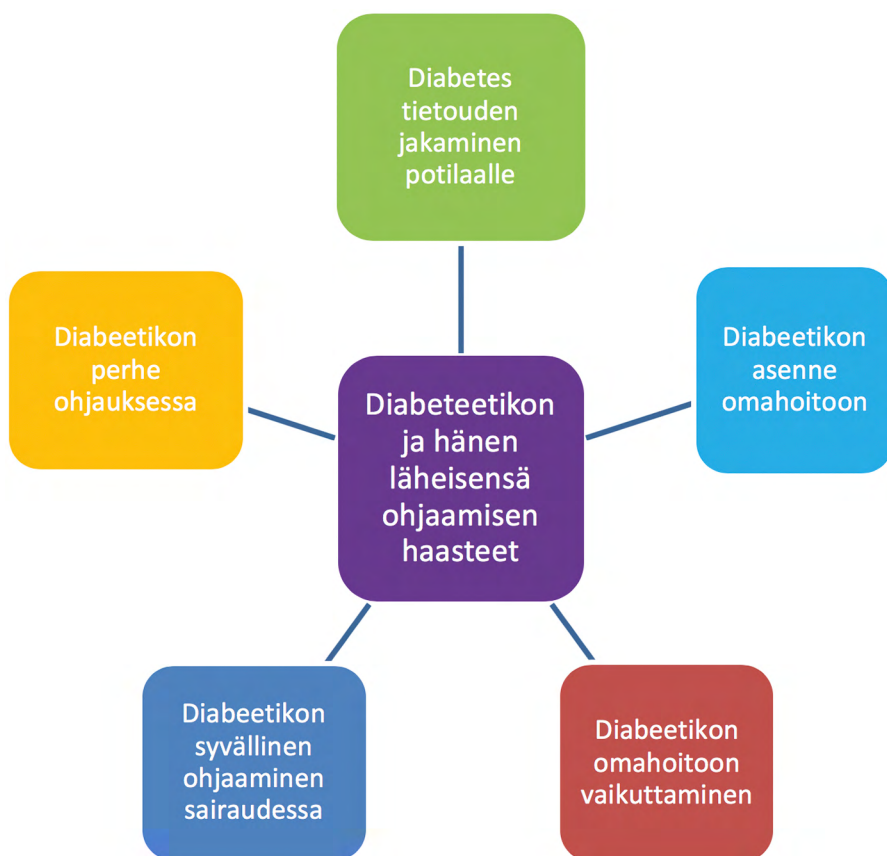 Diabetes
tietouden
jakaminen
potilaalle
Diabeetikon
perhe
ohjauksessa
Diabeetikon
asenne
omahoitoon
Diabeteetikon
ja hänen
läheisensä
ohjaamisen
haasteet
Diabeetikon
syvällinen
ohjaaminen
sairaudessa
Diabeetikon
omahoitoon
vaikuttaminen